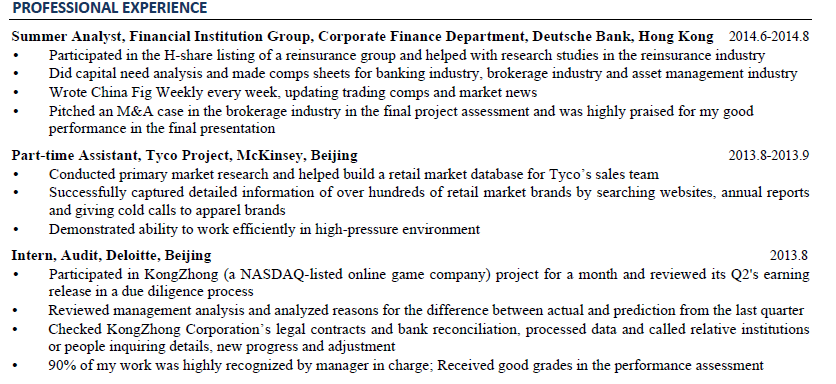 PROFESSIONAL EXPERIENCE
Summer Analyst, Financial Institution Group, Corporate Finance Department, Deutsche Bank, Hong Kong 2014.6-2014.8
• Participated in the H-share listing of a reinsurance group and helped with research studies in the reinsurance industry
• Did capital need analysis and made comps sheets for banking industry, brokerage industry and asset management industry
• Wrote China Fig Weekly every week, updating trading comps and market news
• Pitched an M&A case in the brokerage industry in the final project assessment and was highly praised for my good
performance in the final presentation
Part-time Assistant, Tyco Project, McKinsey, Beijing 2013.8-2013.9
• Conducted primary market research and helped build a retail market database for Tyco's sales team
• Successfully captured detailed information of over hundreds of retail market brands by searching websites, annual reports
and giving cold calls to apparel brands
• Demonstrated ability to work efficiently in high-pressure environment
Intern, Audit, Deloitte, Beijing 2013.8
• Participated in KongZhong (a NASDAQ-listed online game company) project for a month and reviewed its Q2's earning
release in a due diligence process
• Reviewed management analysis and analyzed reasons for the difference between actual and prediction from the last quarter
• Checked KongZhong Corporation's legal contracts and bank reconciliation, processed data and called relative institutions
or people inquiring details, new progress and adjustment
• 90% of my work was highly recognized by manager in charge; Received good grades in the performance assessment